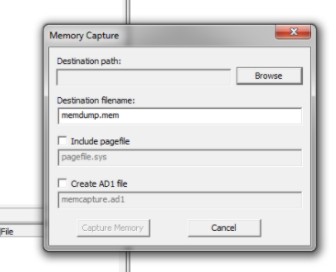 Memory Capture
Destination path:
Browse
Destination filename:
memdump.mem
Include pagefile
pagefile.sys
Create AD1 file
memcapture.ad1
Capture Memory
Cancel
File